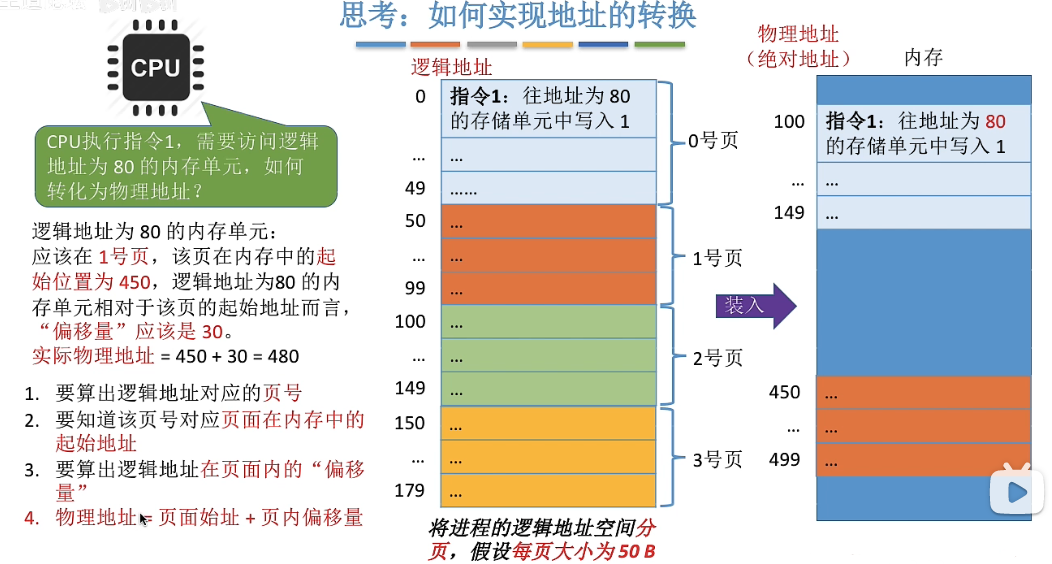 思考：如何实现地址的转换
CPU
CPU执行指令1，需要访问逻辑
地址为 80 的内存单元，如何
转化为物理地址？
逻辑地址为 80 的内存单元：
应该在 1号页，该页在内存中的起
始位置为 450，逻辑地址为80 的内
存单元相对于该页的起始地址而言，
“偏移量”应该是 30。
实际物理地址 = 450 + 30 = 480
1. 要算出逻辑地址对应的页号
2. 要知道该页号对应页面在内存中的
起始地址
3. 要算出逻辑地址在页面内的“偏移
量”
4. 物理地址 = 页面始址 + 页内偏移量
逻辑地址
0 指令1：往地址为 80
的存储单元中写入 1
... ...
49 ......
0号页
50 ...
... ...
99 ...
1号页
100 ...
... ...
149 ...
2号页
150 ...
... ...
179 ...
3号页
将进程的逻辑地址空间分
页，假设每页大小为 50 B
装入
物理地址
（绝对地址）
内存
100 指令1：往地址为 80
的存储单元中写入 1
... ...
149 ...
450 ...
... ...
499 ...